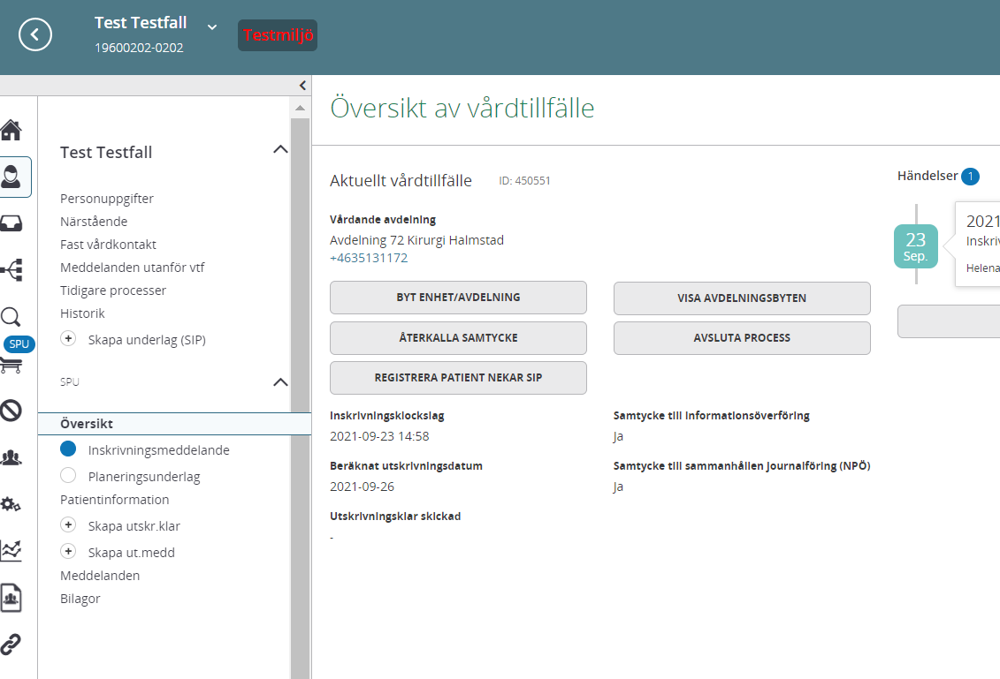 Test Testfall
19600202-0202
Testmiljö
Test Testfall
Personuppgifter
Närstående
Fast vårdkontakt
Meddelanden utanför vtf
Tidigare processer
Historik
Skapa underlag (SIP)
SPU
SPU
Översikt
Inskrivningsmeddelande
Planeringsunderlag
Patientinformation
Skapa utskr.klar
Skapa ut.medd
Meddelanden
Bilagor
Översikt av vårdtillfälle
Aktuellt vårdtillfälle ID: 450551
Vårdande avdelning
Avdelning 72 Kirurgi Halmstad
+4635131172
BYT ENHET/AVDELNING VISA AVDELNINGSBYTEN
ÅTERKALLA SAMTYCKE AVSLUTA PROCESS
REGISTRERA PATIENT NEKAR SIP
Inskrivningsklockslag
2021-09-23 14:58
Samtycke till informationsöverföring
Ja
Beräknat utskrivningsdatum
2021-09-26
Samtycke till sammanhållen journalföring (NPÖ)
Ja
Utskrivningsklar skickad
-
Händelser 1
23
Sep.
2021
Inskriv
Helena